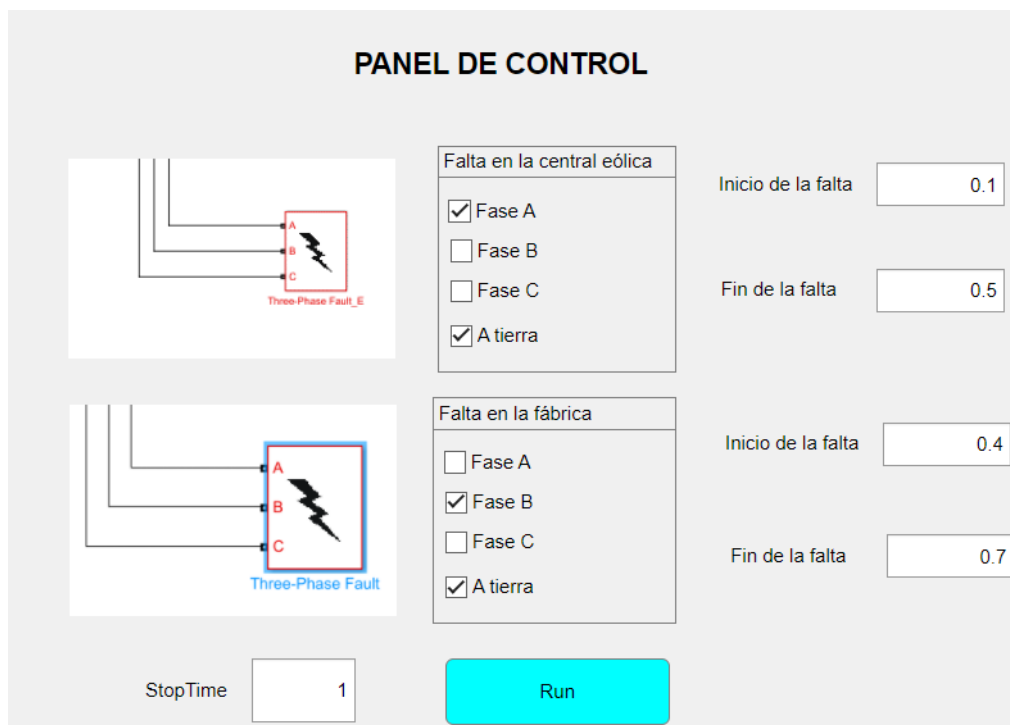 PANEL DE CONTROL
A
B
C
Three-Phase Fault_E
Falta en la central eólica
Fase A
Fase B
Fase C
A tierra
Inicio de la falta
0.1
Fin de la falta
0.5
A
B
C
Three-Phase Fault
Falta en la fábrica
Fase A
Fase B
Fase C
A tierra
Inicio de la falta
0.4
Fin de la falta
0.7
StopTime
1
Run